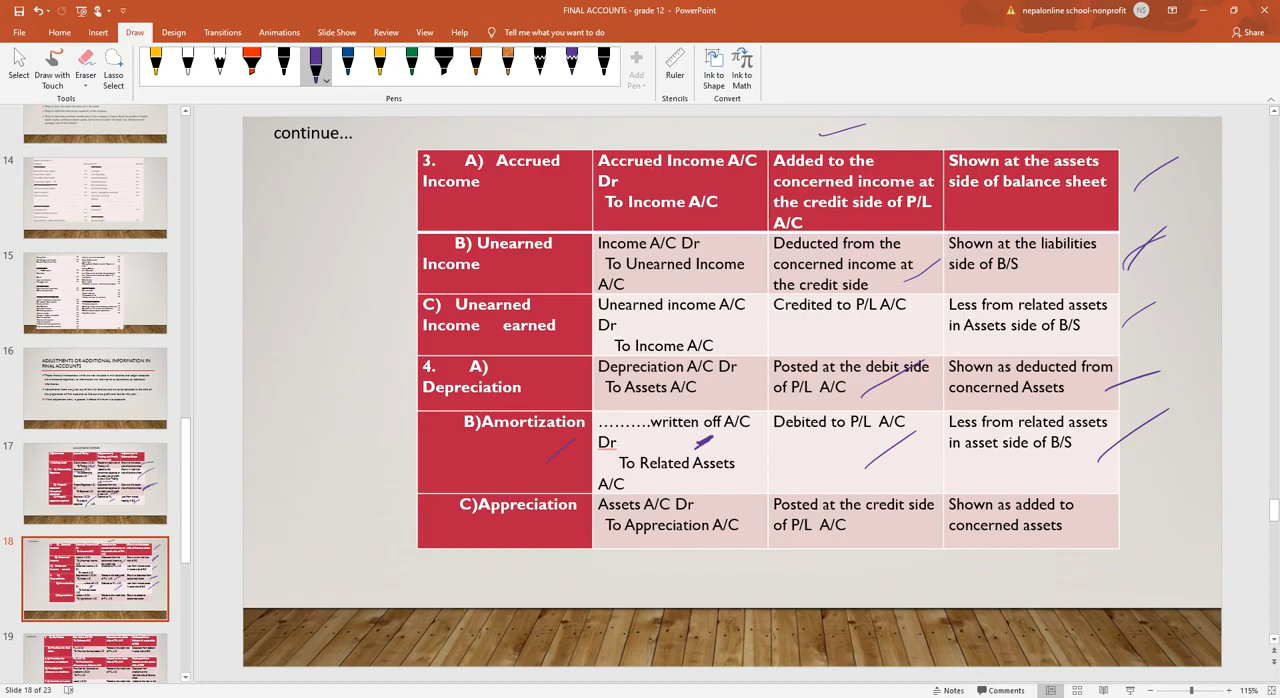 FINAL ACCOUNTs - grade 12 - PowerPoint
nepalonline school-nonprofit
NS
File Home Insert Draw Design Transitions Animations Slide Show Review View Help Tell me what you want to do
Share
Select
Draw with Touch
Eraser
Lasso Select
Add Pen
Ruler
Ink to Shape
Ink to Math
Tools
Pens
Stencils
Convert
14
15
16
ADJUSTMENTS OR ADDITIONAL INFORMATION IN FINAL ACCOUNTS
17
18
19
continue...
3. A) Accrued Income
Accrued Income A/C Dr
To Income A/C
Added to the concerned income at the credit side of P/L A/C
Shown at the assets side of balance sheet
B) Unearned Income
Income A/C Dr
To Unearned Income A/C
Deducted from the concerned income at the credit side
Shown at the liabilities side of B/S
C) Unearned Income earned
Unearned income A/C Dr
To Income A/C
Credited to P/L A/C
Less from related assets in Assets side of B/S
4. A) Depreciation
Depreciation A/C Dr
To Assets A/C
Posted at the debit side of P/L A/C
Shown as deducted from concerned Assets
B)Amortization
……….written off A/C Dr
To Related Assets A/C
Debited to P/L A/C
Less from related assets in asset side of B/S
C)Appreciation
Assets A/C Dr
To Appreciation A/C
Posted at the credit side of P/L A/C
Shown as added to concerned assets
Slide 18 of 23
Notes
Comments
115%